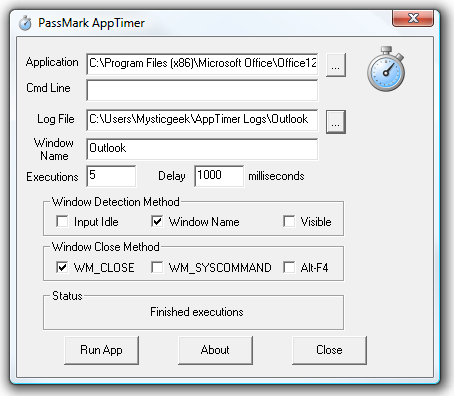 PassMark AppTimer
Application C:\Program Files (x86)\Microsoft Office\Office12 ...
Cmd Line
Log File C:\Users\Mysticgeek\AppTimer Logs\Outlook ...
Window Name Outlook
Executions 5 Delay 1000 milliseconds
Window Detection Method
Input Idle Window Name Visible
Window Close Method
WM_CLOSE WM_SYSCOMMAND Alt-F4
Status
Finished executions
Run App About Close